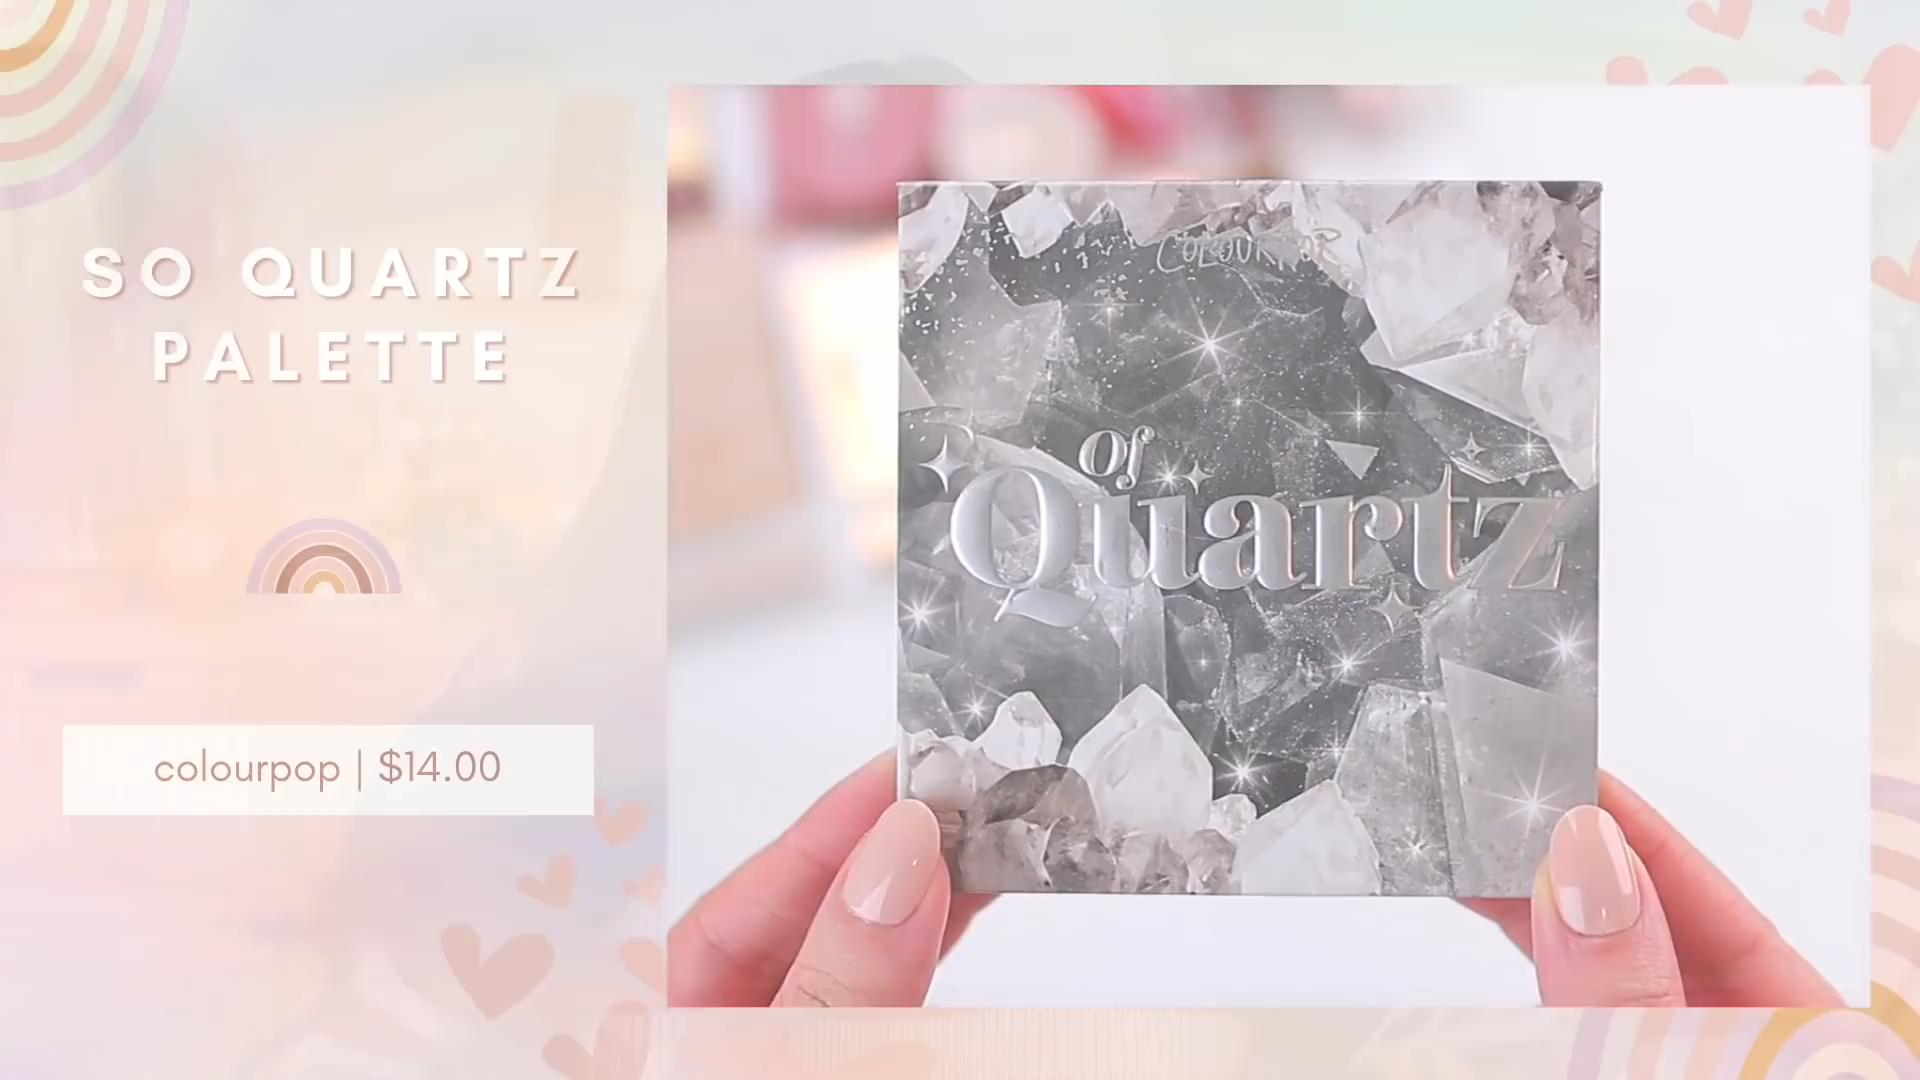 SO QUARTZ
PALETTE
colourpop | $14.00
COLOURPOP
Of
Quartz